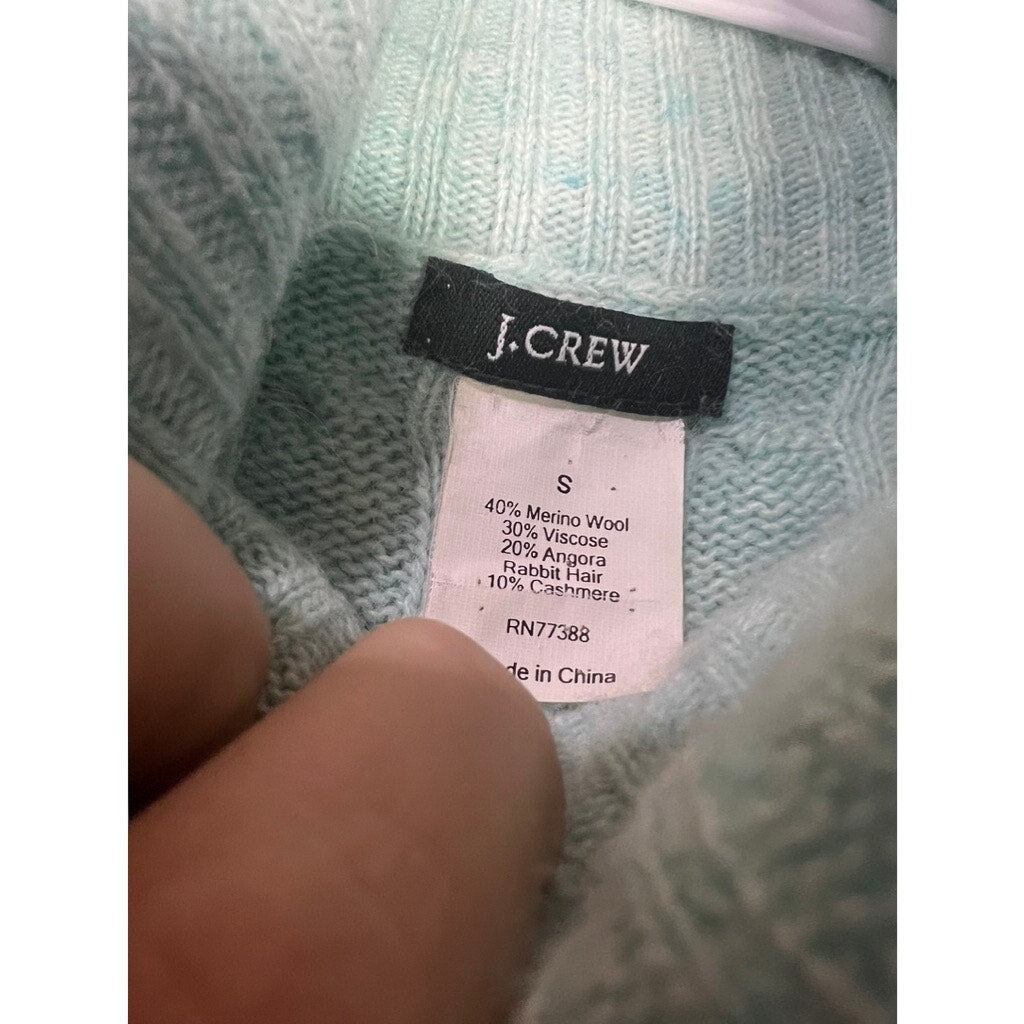 J.CREW
S
40% Merino Wool
30% Viscose
20% Angora
Rabbit Hair
10% Cashmere
RN77388
de in China